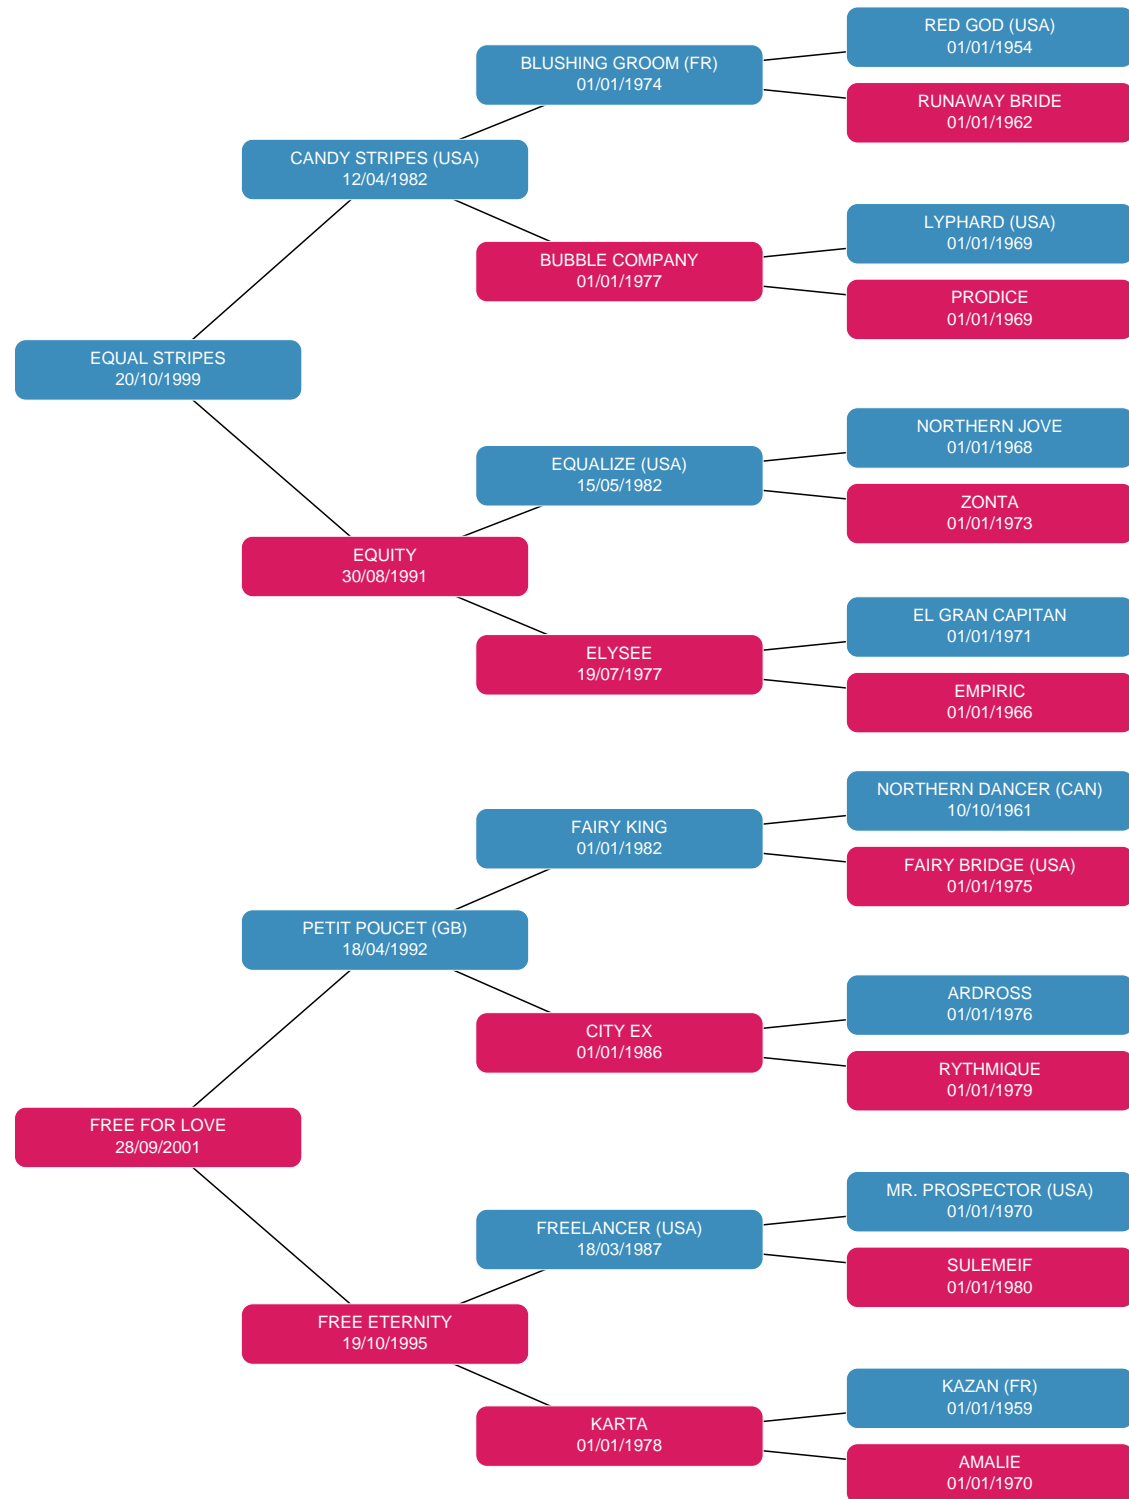 RED GOD (USA)
01/01/1954
BLUSHING GROOM (FR)
01/01/1974
RUNAWAY BRIDE
01/01/1962
CANDY STRIPES (USA)
12/04/1982
LYPHARD (USA)
01/01/1969
BUBBLE COMPANY
01/01/1977
PRODICE
01/01/1969
EQUAL STRIPES
20/10/1999
NORTHERN JOVE
01/01/1968
EQUALIZE (USA)
15/05/1982
ZONTA
01/01/1973
EQUITY
30/08/1991
EL GRAN CAPITAN
01/01/1971
ELYSEE
19/07/1977
EMPIRIC
01/01/1966
NORTHERN DANCER (CAN)
10/10/1961
FAIRY KING
01/01/1982
FAIRY BRIDGE (USA)
01/01/1975
PETIT POUCET (GB)
18/04/1992
ARDROSS
01/01/1976
CITY EX
01/01/1986
RYTHMIQUE
01/01/1979
FREE FOR LOVE
28/09/2001
MR. PROSPECTOR (USA)
01/01/1970
FREELANCER (USA)
18/03/1987
SULEMEIF
01/01/1980
FREE ETERNITY
19/10/1995
KAZAN (FR)
01/01/1959
KARTA
01/01/1978
AMALIE
01/01/1970